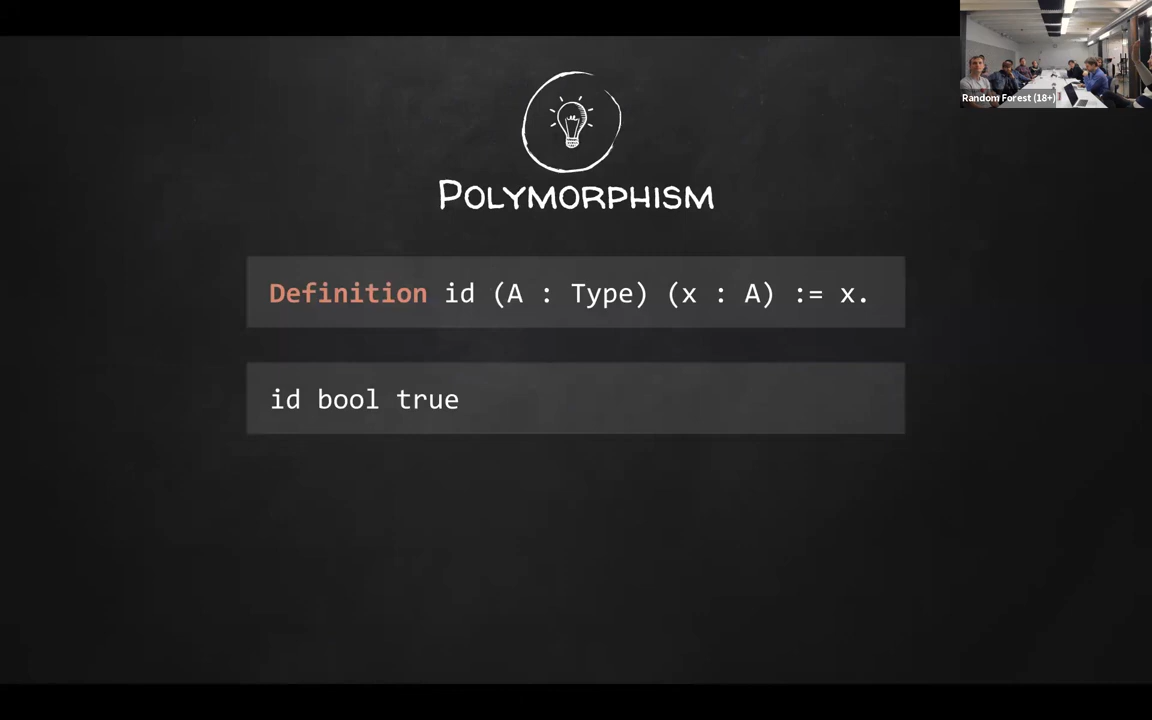 Random Forest (18+)
POLYMORPHISM
Definition id (A : Type) (x : A) := x.
id bool true